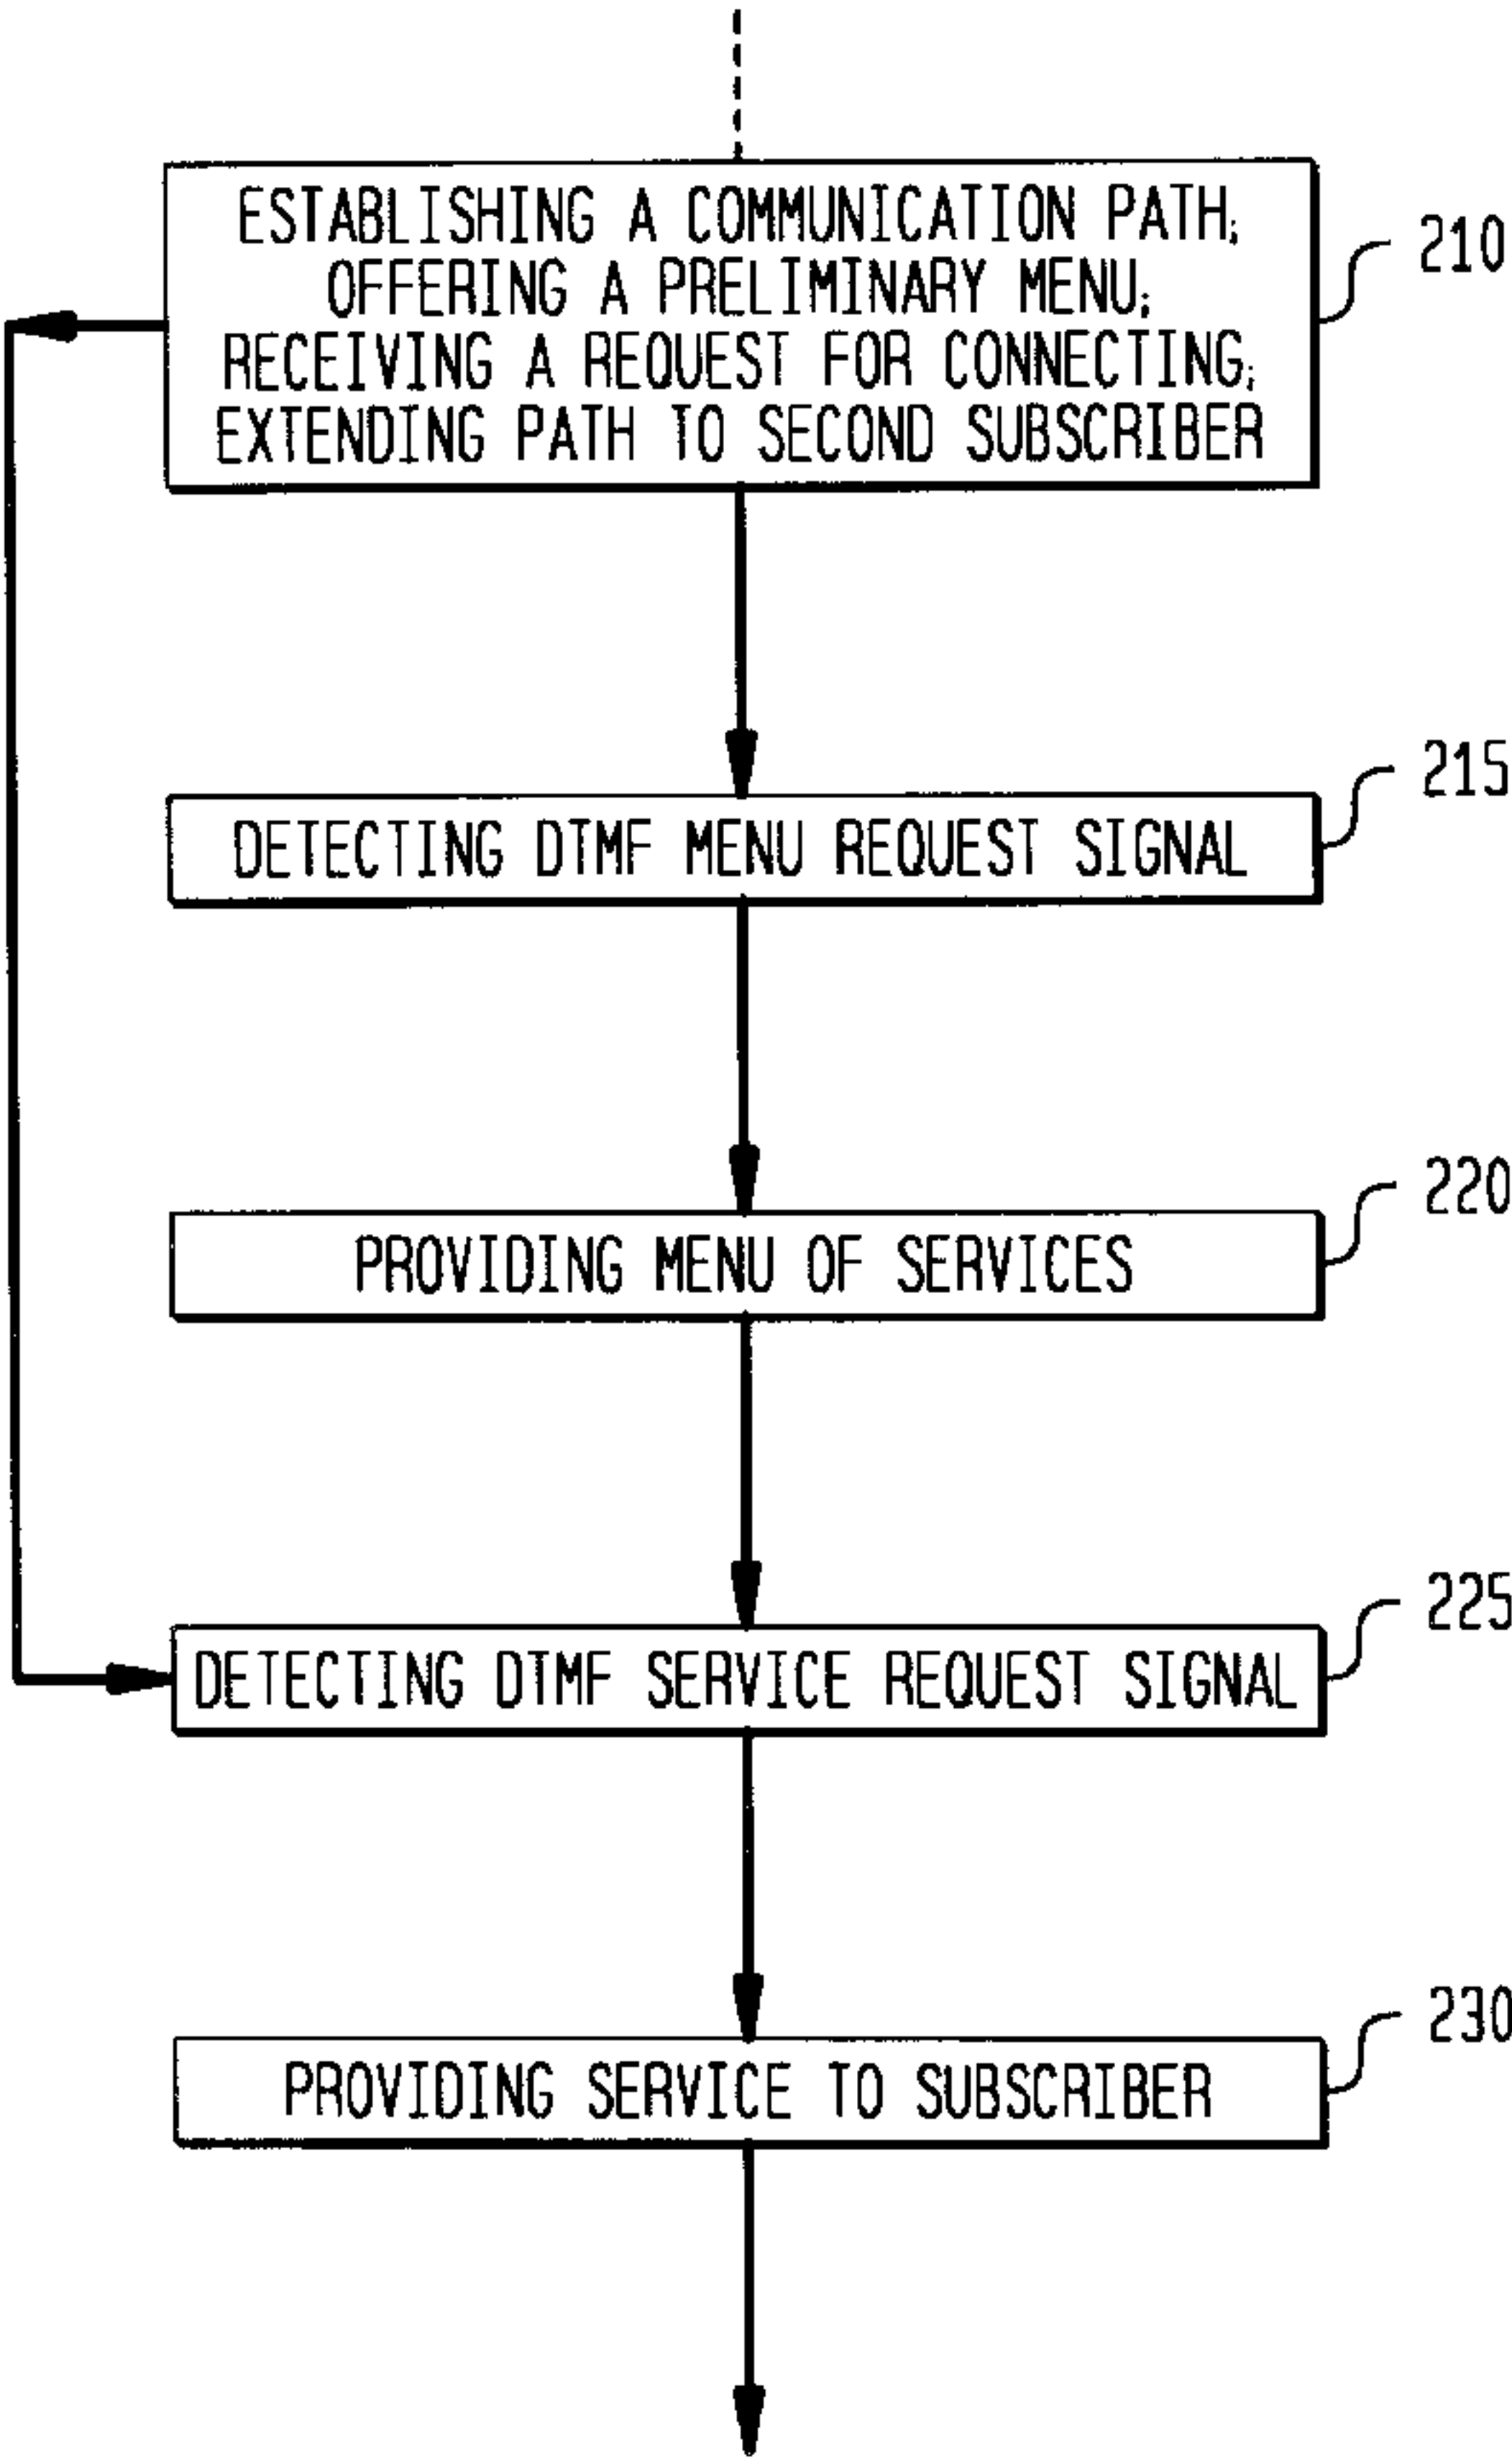 ESTABLISHING A COMMUNICATION PATH;
OFFERING A PRELIMINARY MENU;
RECEIVING A REQUEST FOR CONNECTING;
EXTENDING PATH TO SECOND SUBSCRIBER
210
DETECTING DTMF MENU REQUEST SIGNAL
215
PROVIDING MENU OF SERVICES
220
DETECTING DTMF SERVICE REQUEST SIGNAL
225
PROVIDING SERVICE TO SUBSCRIBER
230